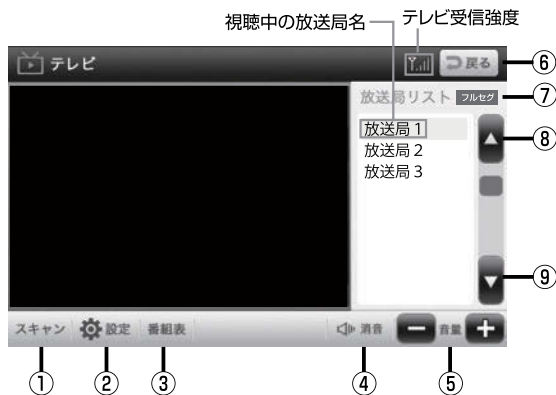 視聴中の放送局名
テレビ受信強度
テレビ
戻る
⑥
放送局リスト フルセグ
⑦
放送局 1
⑧
放送局 2
放送局 3
⑨
スキャン 設定 番組表 消音 音量
① ② ③ ④ ⑤